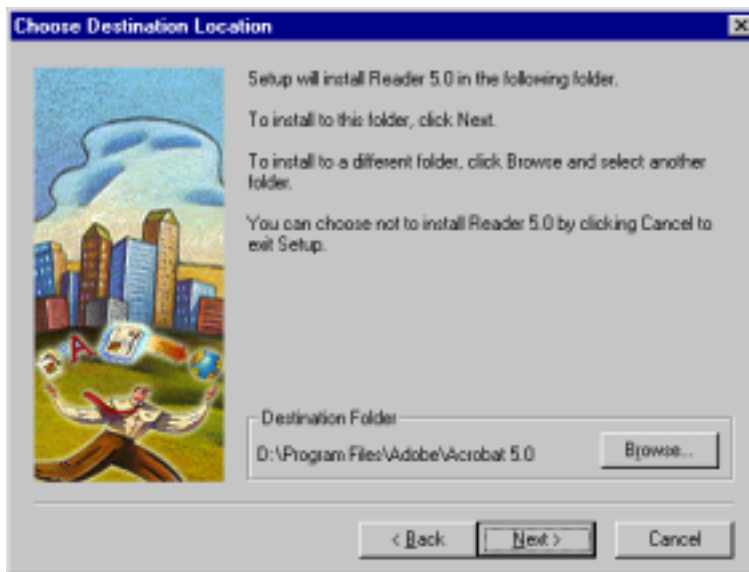 Choose Destination Location
Setup will install Reader 5.0 in the following folder.
To install to this folder, click Next.
To install to a different folder, click Browse and select another
folder.
You can choose not to install Reader 5.0 by clicking Cancel to
exit Setup.
A
Destination Folder
D:\Program Files\Adobe\Acrobat 5.0
Browse...
< Back
Next >
Cancel